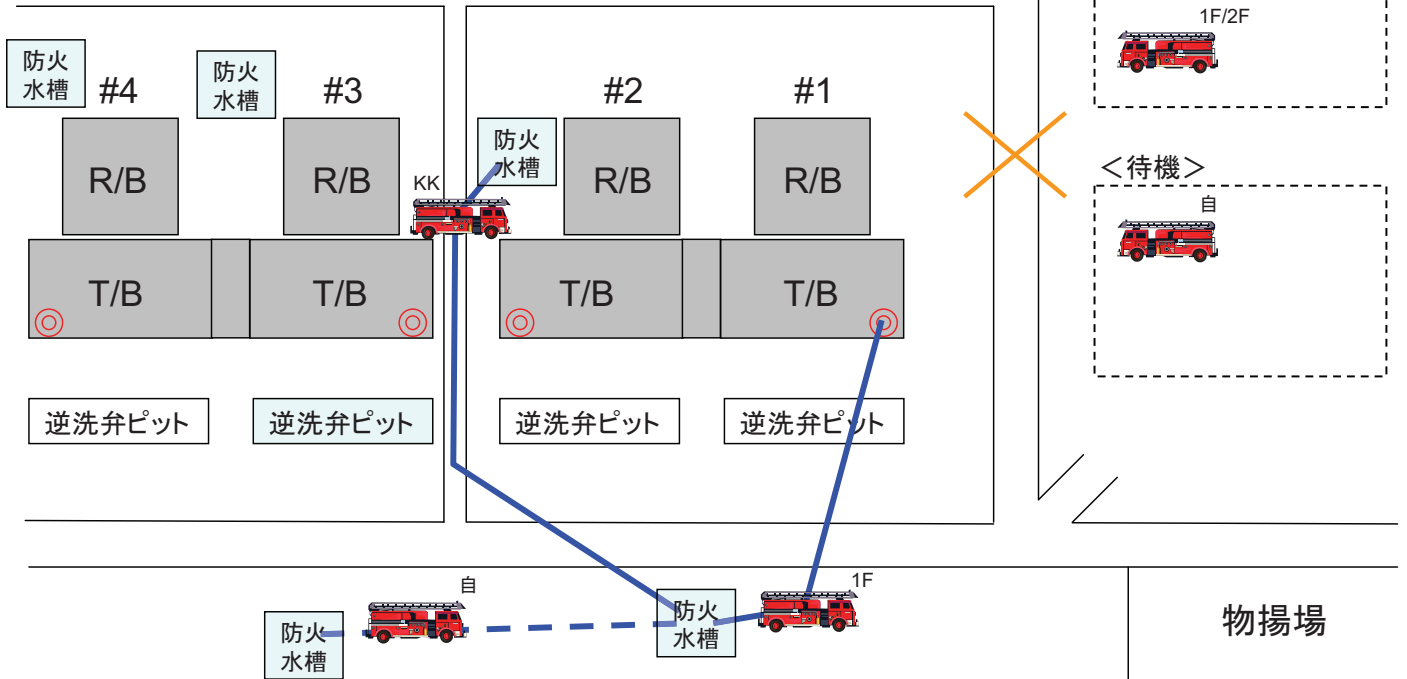 1F/2F
防火
水槽
#4
防火
水槽
#3
#2
#1
防火
水槽
R/B
R/B
R/B
R/B
＜待機＞
KK
自
T/B
T/B
T/B
T/B
逆洗弁ピット
逆洗弁ピット
逆洗弁ピット
逆洗弁ピット
自
1F
防火
水槽
防火
水槽
物揚場